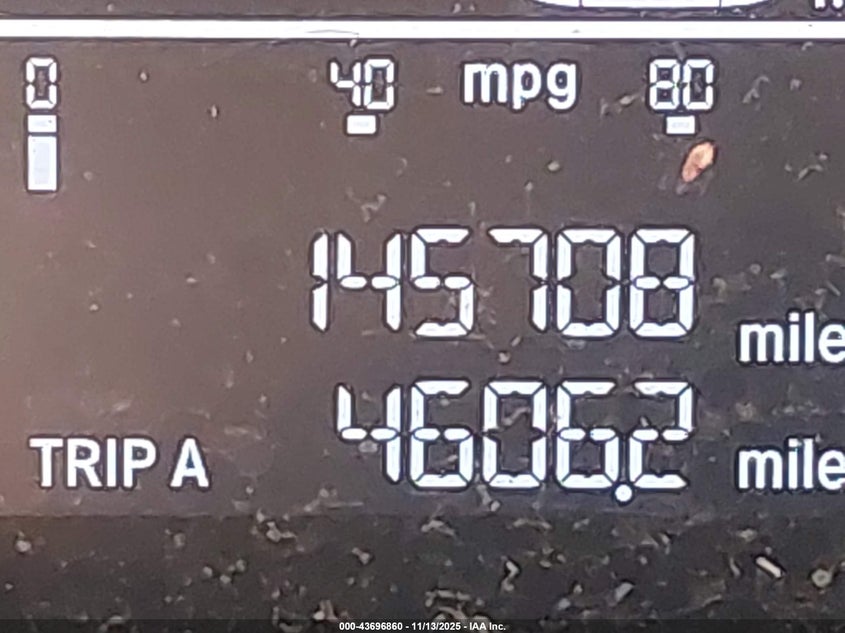 0 40 mpg 80
145708
mile
TRIP A 4606.2 mile
000-43696860 - 11/13/2025 - IAA Inc.